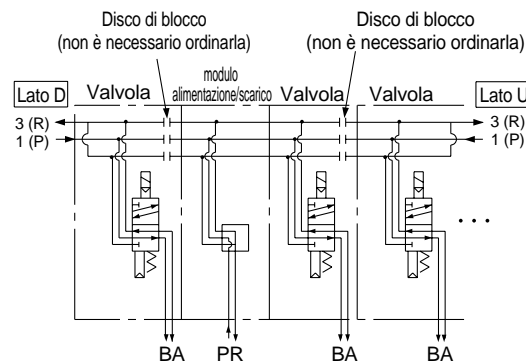 Disco di blocco
(non è necessario ordinarla)
Disco di blocco
(non è necessario ordinarla)
Lato D
Valvola
modulo
alimentazione/scarico
Valvola
Valvola
Lato U
3 (R)
1 (P)
3 (R)
1 (P)
BA
PR
BA
BA